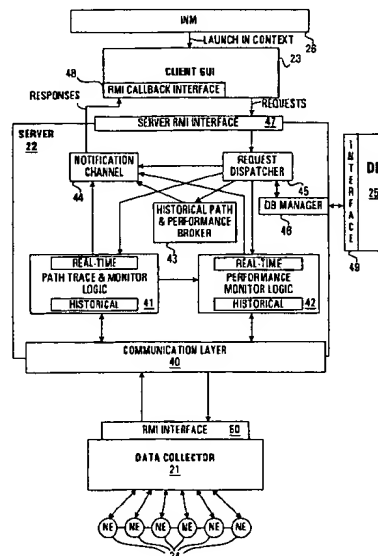 INM
26
LAUNCH IN CONTEXT
23
CLIENT GUI
48
RMI CALLBACK INTERFACE
RESPONSES
REQUESTS
SERVER RMI INTERFACE 47
SERVER
22
NOTIFICATION
CHANNEL
44
REQUEST
DISPATCHER
45
DB MANAGER
46
INTERFACE
49
25
HISTORICAL PATH
& PERFORMANCE
BROKER
43
REAL-TIME
PATH TRACE & MONITOR
LOGIC
HISTORICAL 41
REAL-TIME
PERFORMANCE
MONITOR LOGIC
HISTORICAL 42
COMMUNICATION LAYER
40
RMI INTERFACE 50
DATA COLLECTOR
21
NE NE NE NE NE NE
24